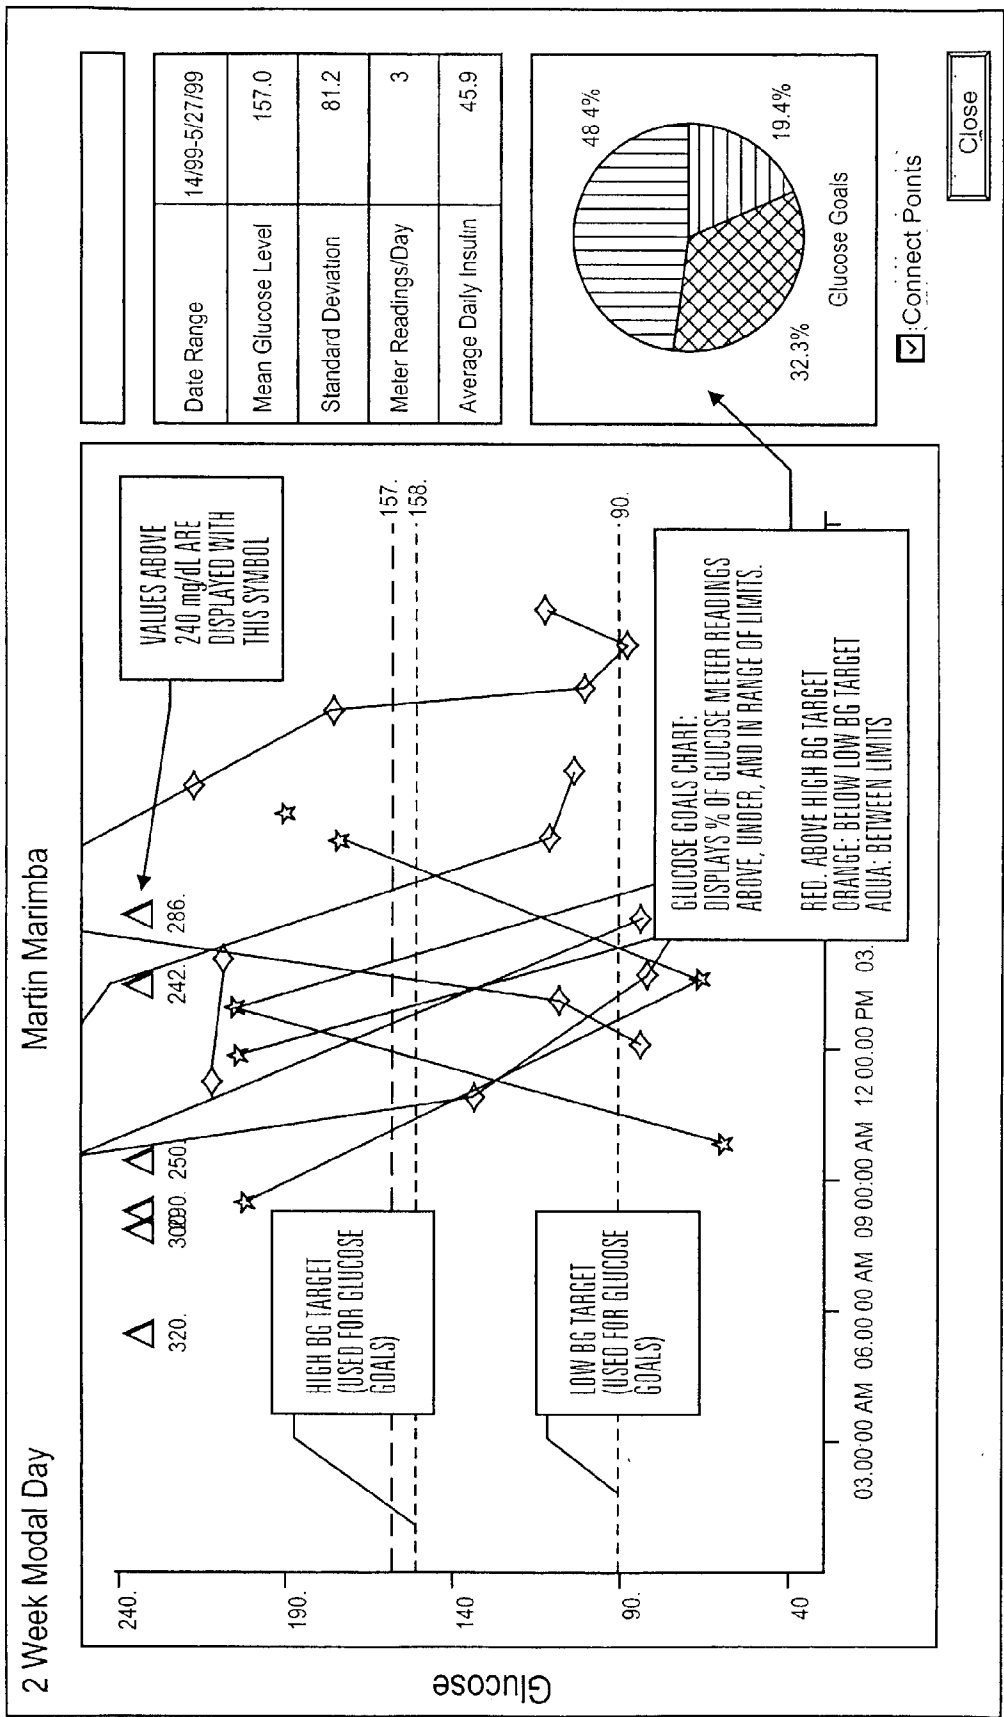 2 Week Modal Day
Martin Marimba
Glucose
240.
190.
140
90.
40
320.
290.
250.
242.
286.
VALUES ABOVE
240 mg/dL ARE
DISPLAYED WITH
THIS SYMBOL
157.
158.
90.
HIGH BG TARGET
(USED FOR GLUCOSE
GOALS)
LOW BG TARGET
(USED FOR GLUCOSE
GOALS)
03.00:00 AM 06.00 00 AM 09 00:00 AM 12 00.00 PM 03.
GLUCOSE GOALS CHART:
DISPLAYS % OF GLUCOSE METER READINGS
ABOVE, UNDER, AND IN RANGE OF LIMITS.
RED. ABOVE HIGH BG TARGET
ORANGE: BELOW LOW BG TARGET
AQUA: BETWEEN LIMITS
Date Range 14/99-5/27/99
Mean Glucose Level 157.0
Standard Deviation 81.2
Meter Readings/Day 3
Average Daily Insulin 45.9
48 4%
19.4%
32.3%
Glucose Goals
Connect Points
Close